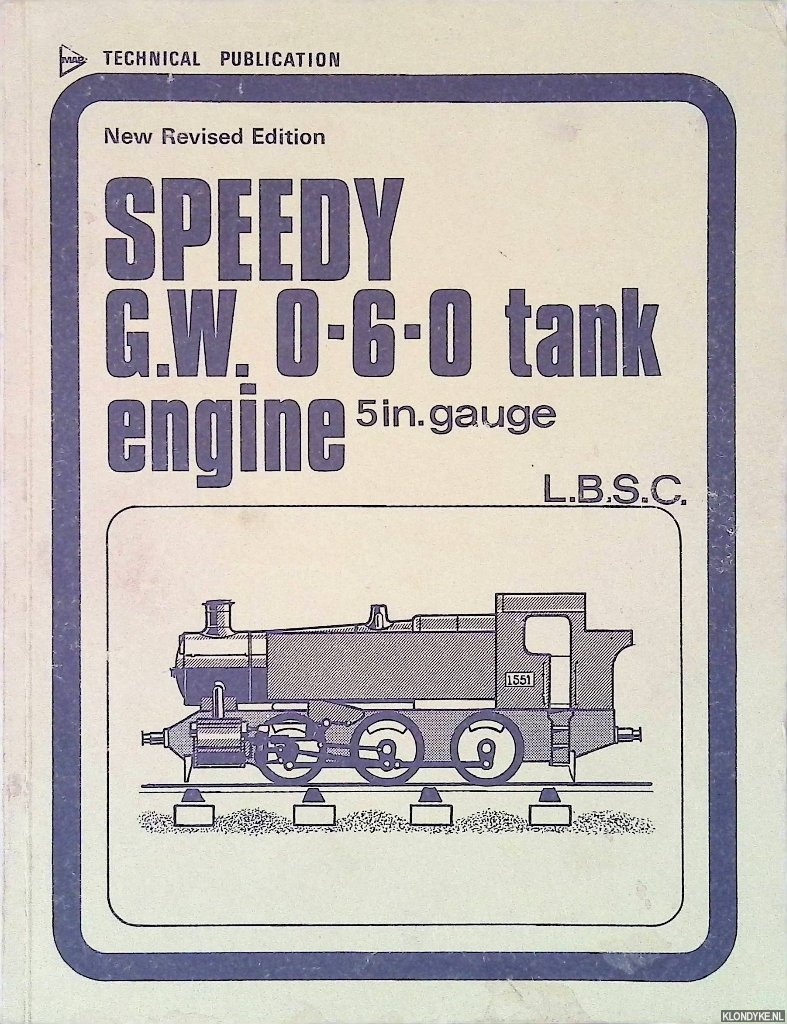 MAP TECHNICAL PUBLICATION
New Revised Edition
SPEEDY
G.W. 0-6-0 tank
engine 5in. gauge
L.B.S.C.
1551
KLONDYKE.NL